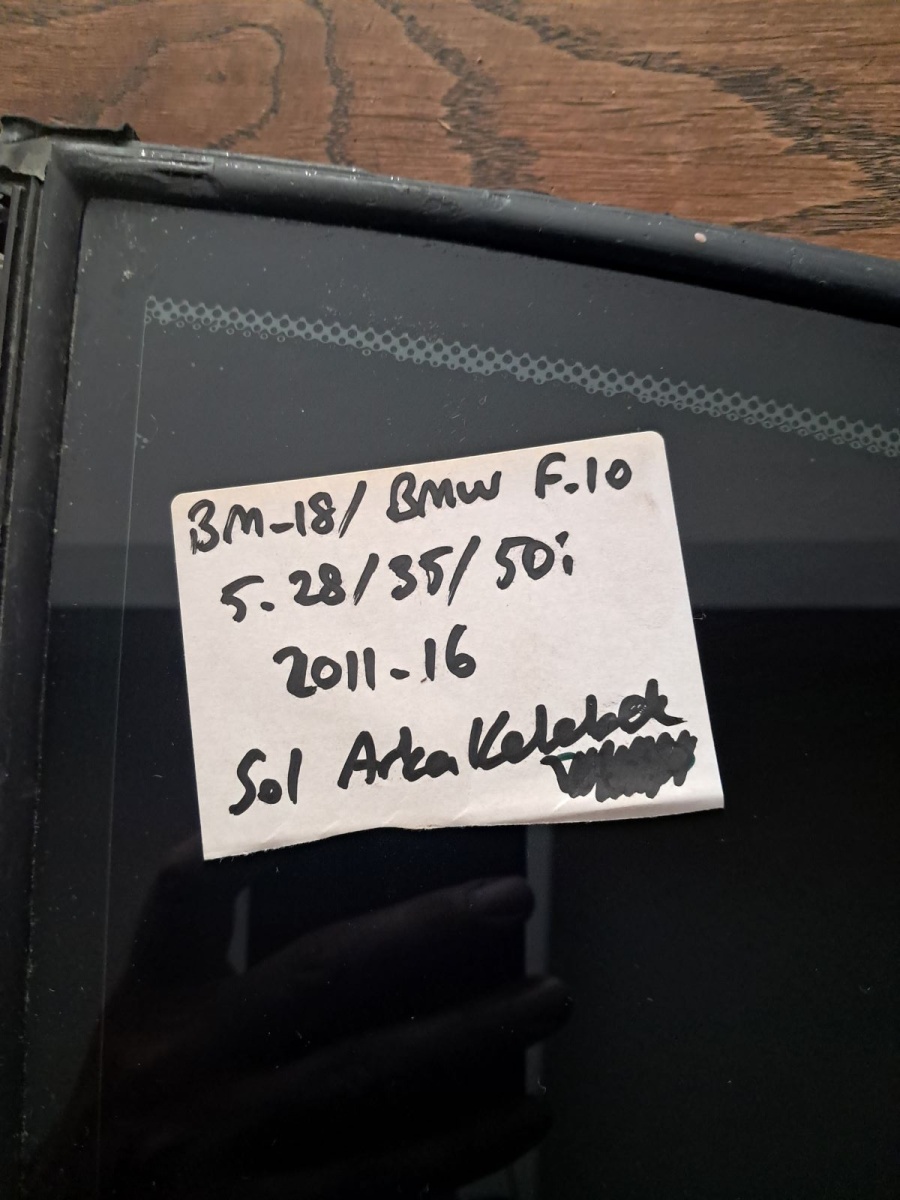 BM-18/ BMW F.10
5.28/35/50i
2011-16
Sol Arka Kelebek